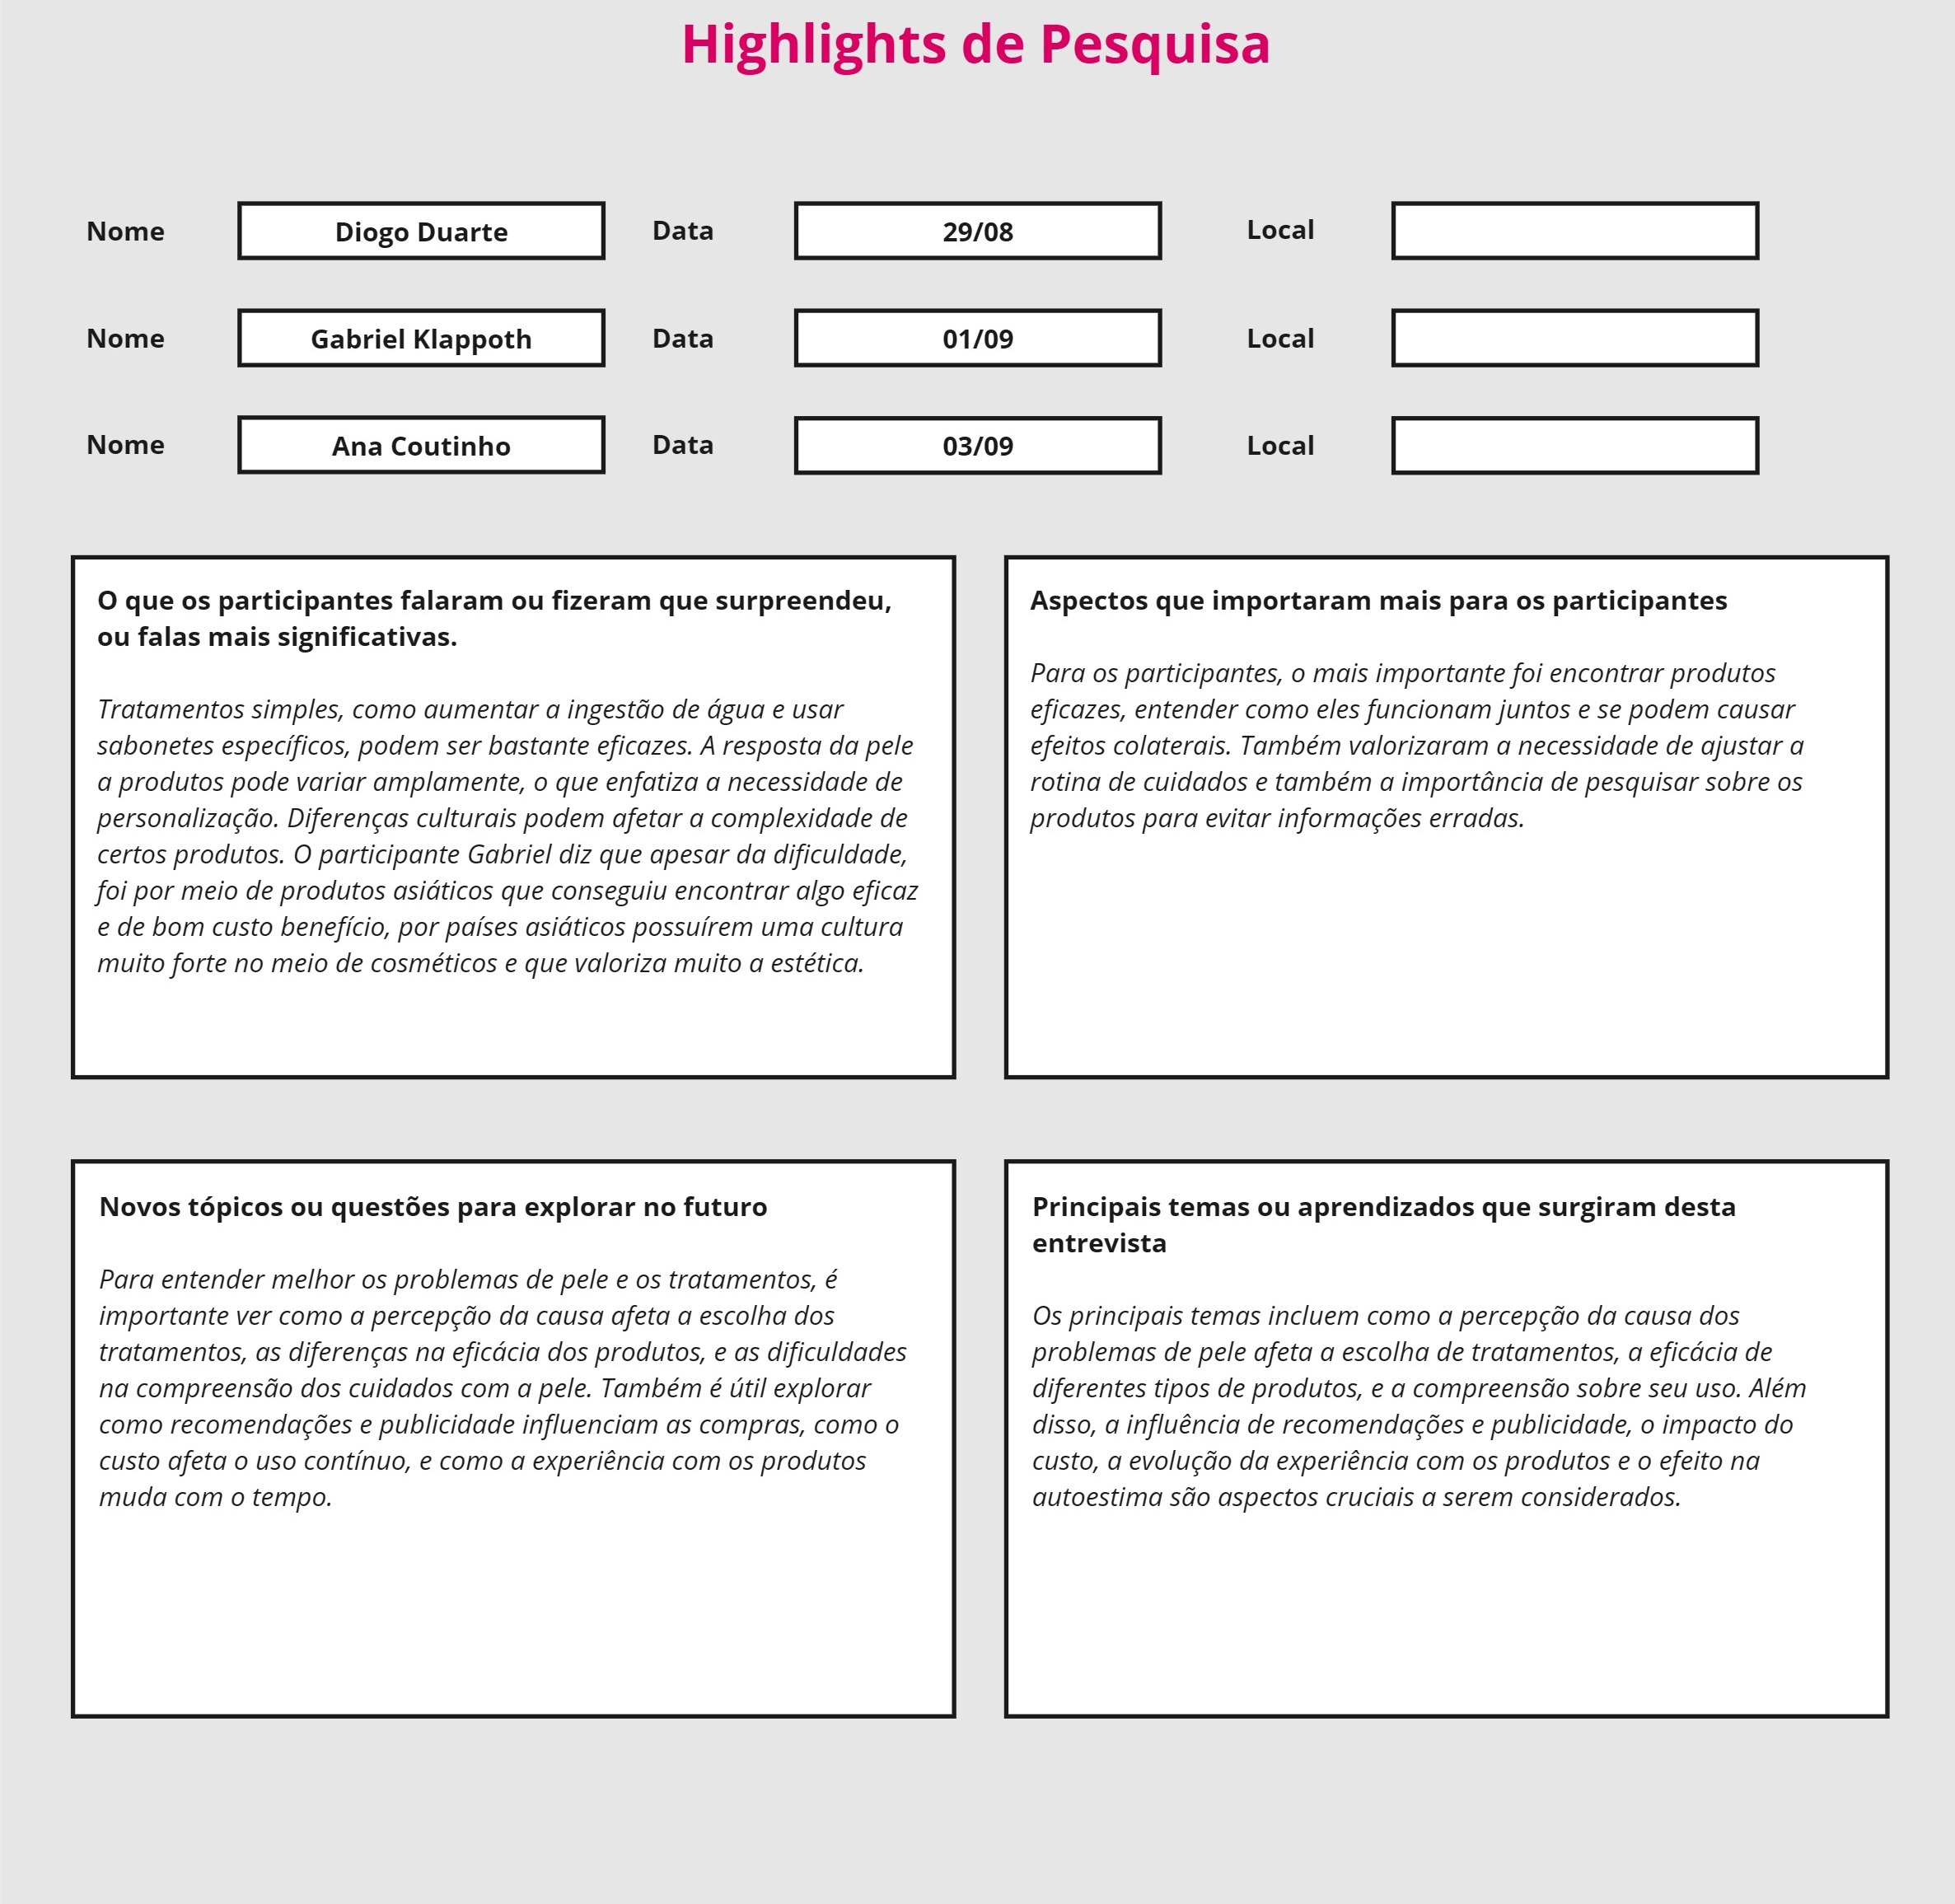 Highlights de Pesquisa
Nome Diogo Duarte Data 29/08 Local
Nome Gabriel Klappoth Data 01/09 Local
Nome Ana Coutinho Data 03/09 Local
O que os participantes falaram ou fizeram que surpreendeu,
ou falas mais significativas.
Tratamentos simples, como aumentar a ingestão de água e usar
sabonetes específicos, podem ser bastante eficazes. A resposta da pele
a produtos pode variar amplamente, o que enfatiza a necessidade de
personalização. Diferenças culturais podem afetar a complexidade de
certos produtos. O participante Gabriel diz que apesar da dificuldade,
foi por meio de produtos asiáticos que conseguiu encontrar algo eficaz
e de bom custo benefício, por países asiáticos possuírem uma cultura
muito forte no meio de cosméticos e que valoriza muito a estética.
Aspectos que importaram mais para os participantes
Para os participantes, o mais importante foi encontrar produtos
eficazes, entender como eles funcionam juntos e se podem causar
efeitos colaterais. Também valorizaram a necessidade de ajustar a
rotina de cuidados e também a importância de pesquisar sobre os
produtos para evitar informações erradas.
Novos tópicos ou questões para explorar no futuro
Para entender melhor os problemas de pele e os tratamentos, é
importante ver como a percepção da causa afeta a escolha dos
tratamentos, as diferenças na eficácia dos produtos, e as dificuldades
na compreensão dos cuidados com a pele. Também é útil explorar
como recomendações e publicidade influenciam as compras, como o
custo afeta o uso contínuo, e como a experiência com os produtos
muda com o tempo.
Principais temas ou aprendizados que surgiram desta
entrevista
Os principais temas incluem como a percepção da causa dos
problemas de pele afeta a escolha de tratamentos, a eficácia de
diferentes tipos de produtos, e a compreensão sobre seu uso. Além
disso, a influência de recomendações e publicidade, o impacto do
custo, a evolução da experiência com os produtos e o efeito na
autoestima são aspectos cruciais a serem considerados.